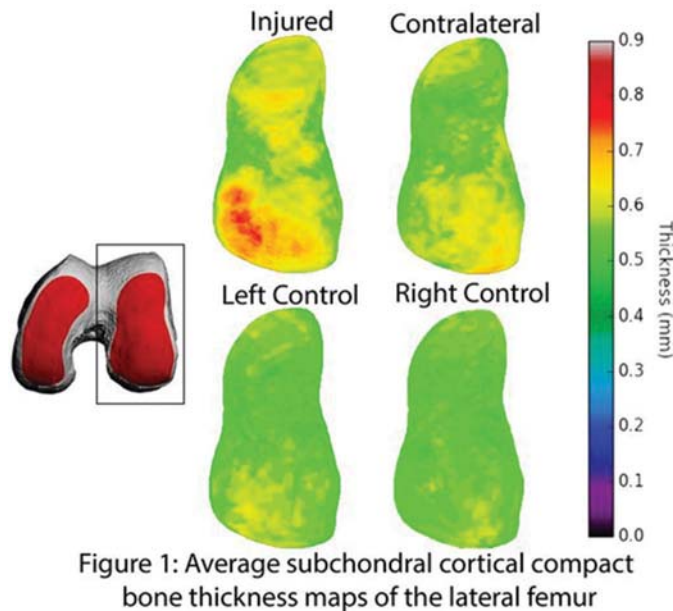 Injured
Contralateral
Left Control
Right Control
0.9
0.8
0.7
0.6
0.5
0.4
0.3
0.2
0.1
0.0
Thickness (mm)
Figure 1: Average subchondral cortical compact
bone thickness maps of the lateral femur